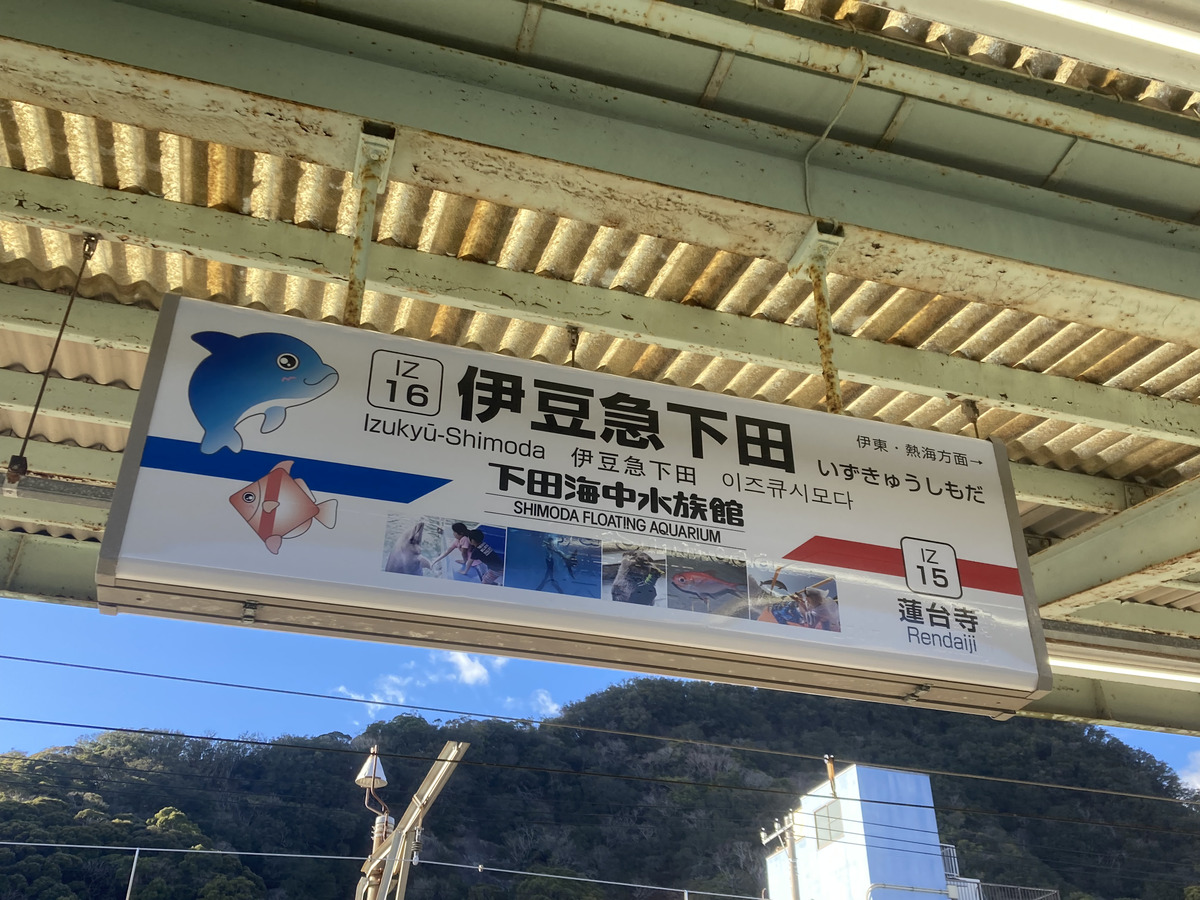 IZ
16
伊豆急下田
伊東・熱海方面→
Izukyū-Shimoda 伊豆急下田 이즈큐시모다
いずきゅうしもだ
下田海中水族館
SHIMODA FLOATING AQUARIUM
IZ
15
蓮台寺
Rendaiji